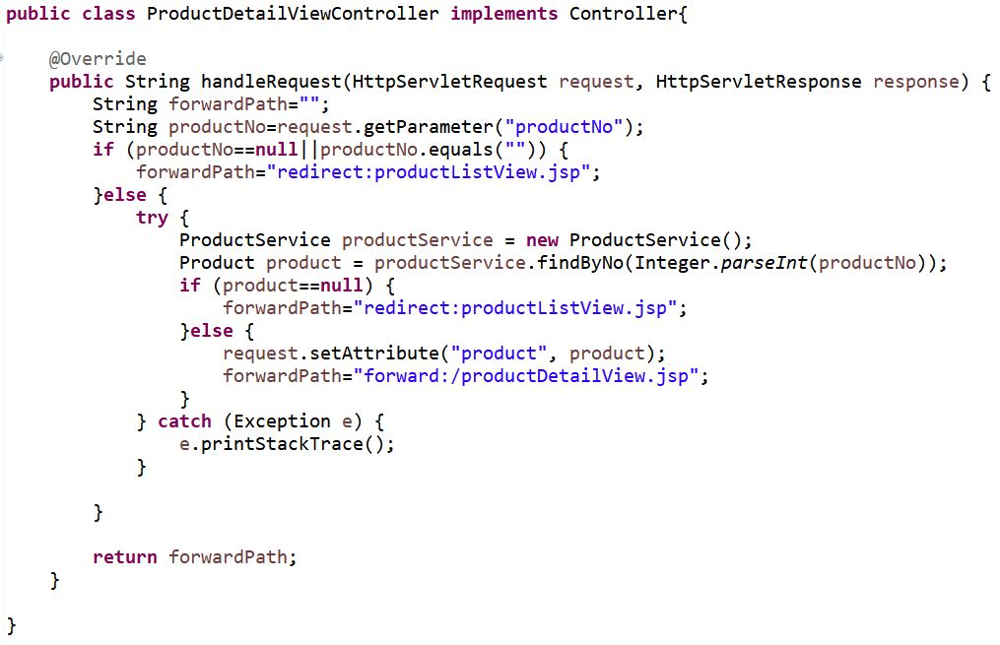 public class ProductDetailViewController implements Controller{
@Override
public String handleRequest(HttpServletRequest request, HttpServletResponse response) {
String forwardPath="";
String productNo=request.getParameter("productNo");
if (productNo==null||productNo.equals("")) {
forwardPath="redirect:productListView.jsp";
}else {
try {
ProductService productService = new ProductService();
Product product = productService.findByNo(Integer.parseInt(productNo));
if (product==null) {
forwardPath="redirect:productListView.jsp";
}else {
request.setAttribute("product", product);
forwardPath="forward:/productDetailView.jsp";
}
} catch (Exception e) {
e.printStackTrace();
}
}
return forwardPath;
}
}